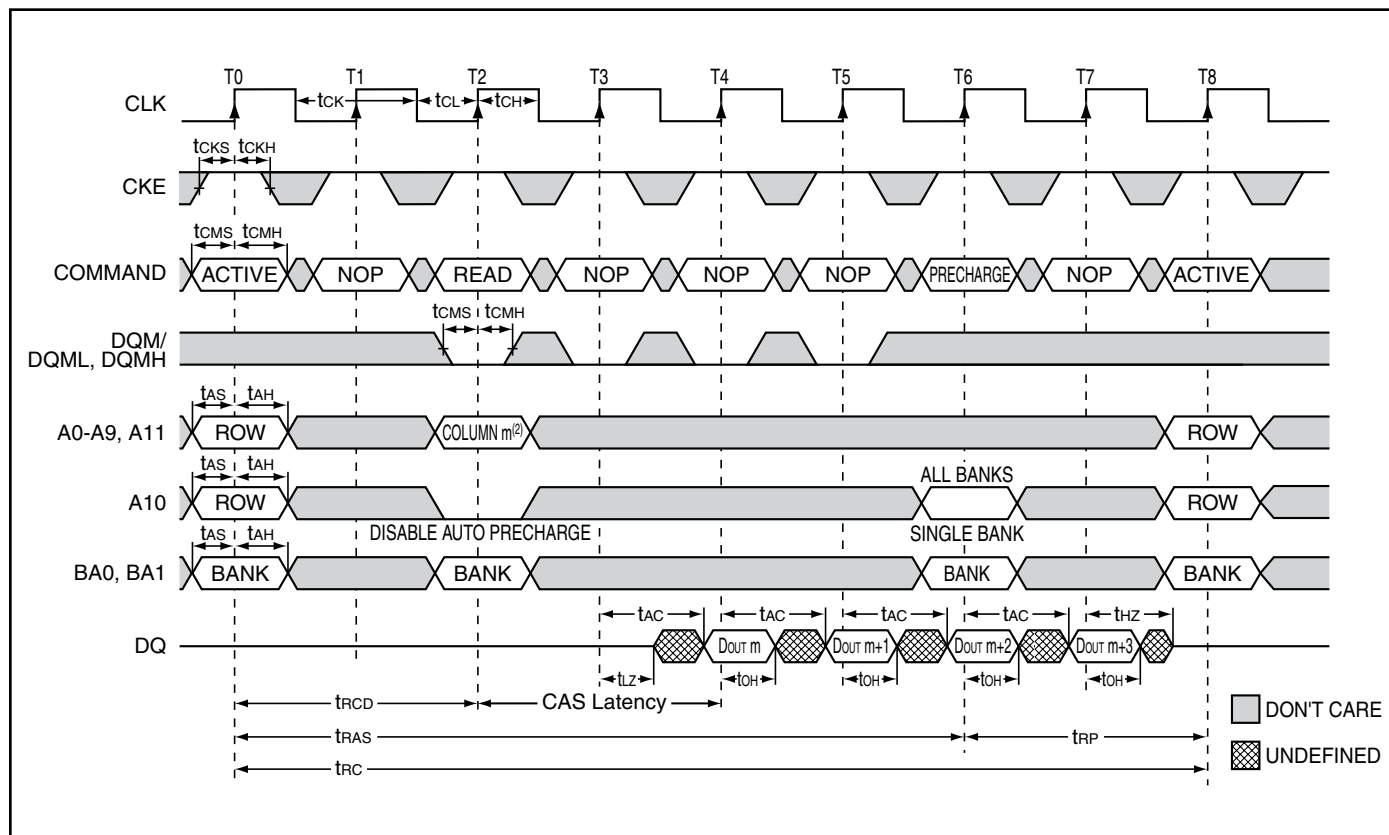 T0 T1 T2 T3 T4 T5 T6 T7 T8
CLK tCK tCL tCH
tCKS tCKH
CKE
tCMS tCMH
COMMAND ACTIVE NOP READ NOP NOP NOP PRECHARGE NOP ACTIVE
tCMS tCMH
DQM/
DQML, DQMH
tAS tAH
A0-A9, A11 ROW COLUMN m(2) ROW
tAS tAH ALL BANKS
A10 ROW ROW
tAS tAH DISABLE AUTO PRECHARGE SINGLE BANK
BA0, BA1 BANK BANK BANK BANK
tAC tAC tAC tAC tHZ
DQ DOUT m DOUT m+1 DOUT m+2 DOUT m+3
tLZ tOH tOH tOH tOH
tRCD CAS Latency
DON'T CARE
tRAS tRP
UNDEFINED
tRC